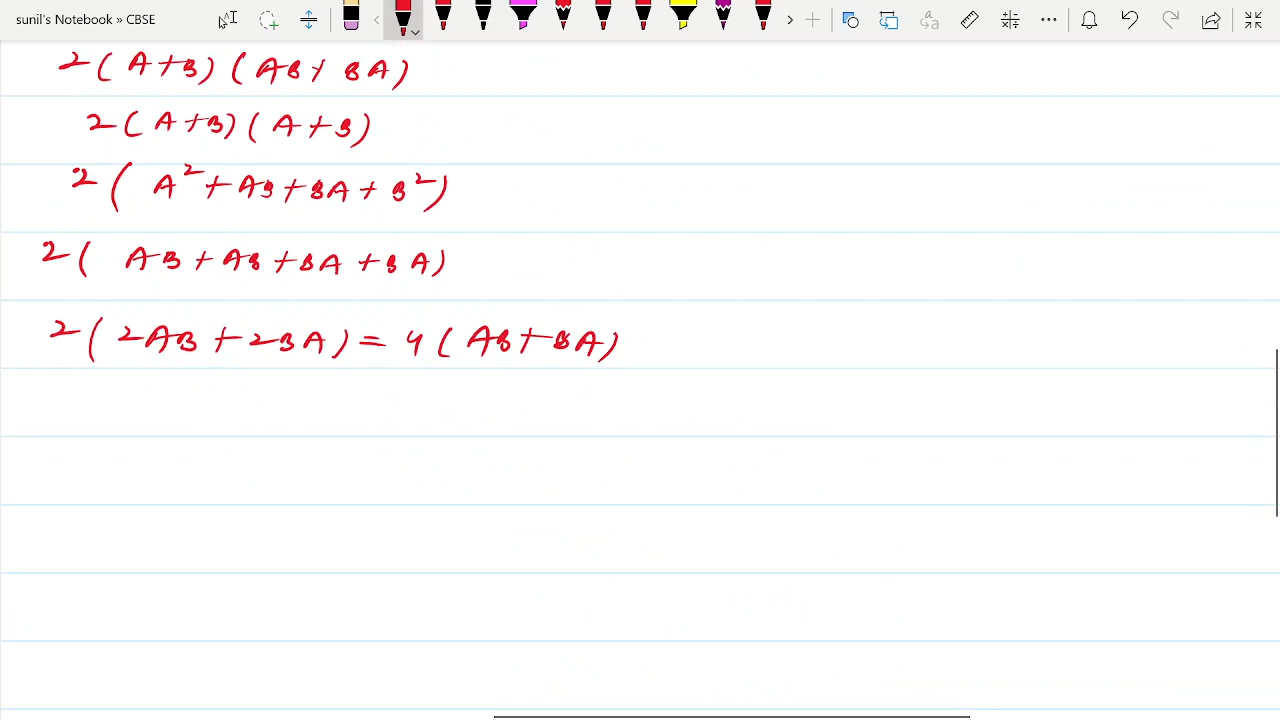 sunil's Notebook » CBSE
2(A+B)(AB+BA)
2(A+B)(A+B)
2(A²+AB+BA+B²)
2(AB+AB+BA+BA)
2(2AB+2BA)=4(AB+BA)